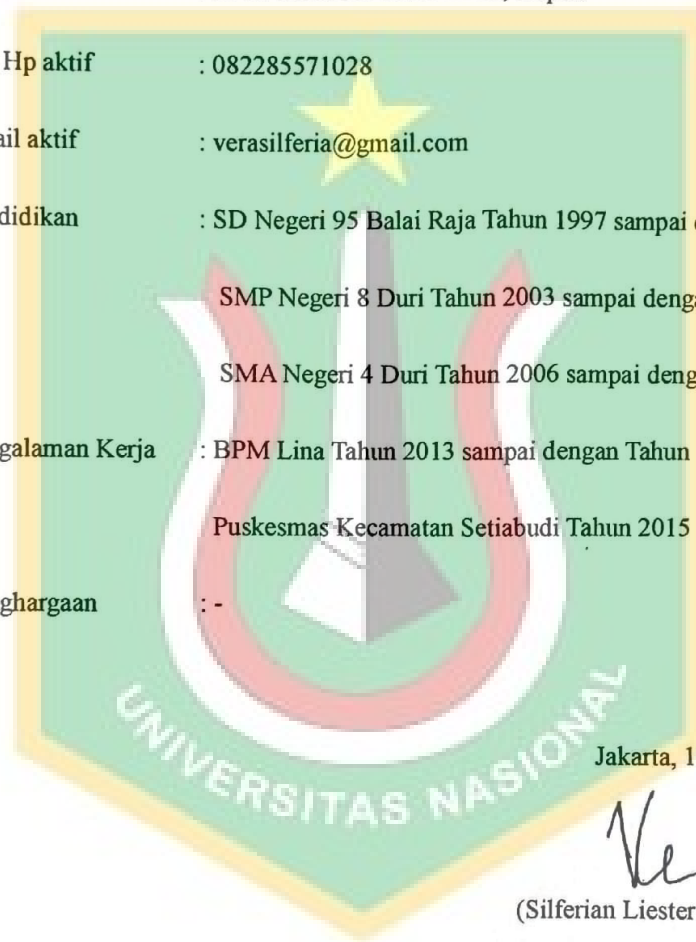 Hp aktif : 082285571028
ail aktif : verasilferia@gmail.com
didikan : SD Negeri 95 Balai Raja Tahun 1997 sampai
SMP Negeri 8 Duri Tahun 2003 sampai denga
SMA Negeri 4 Duri Tahun 2006 sampai deng
galaman Kerja : BPM Lina Tahun 2013 sampai dengan Tahun
Puskesmas Kecamatan Setiabudi Tahun 2015
ghargaan : -
UNIVERSITAS NASIONAL
Jakarta, 1
Ve
(Silferian Liester